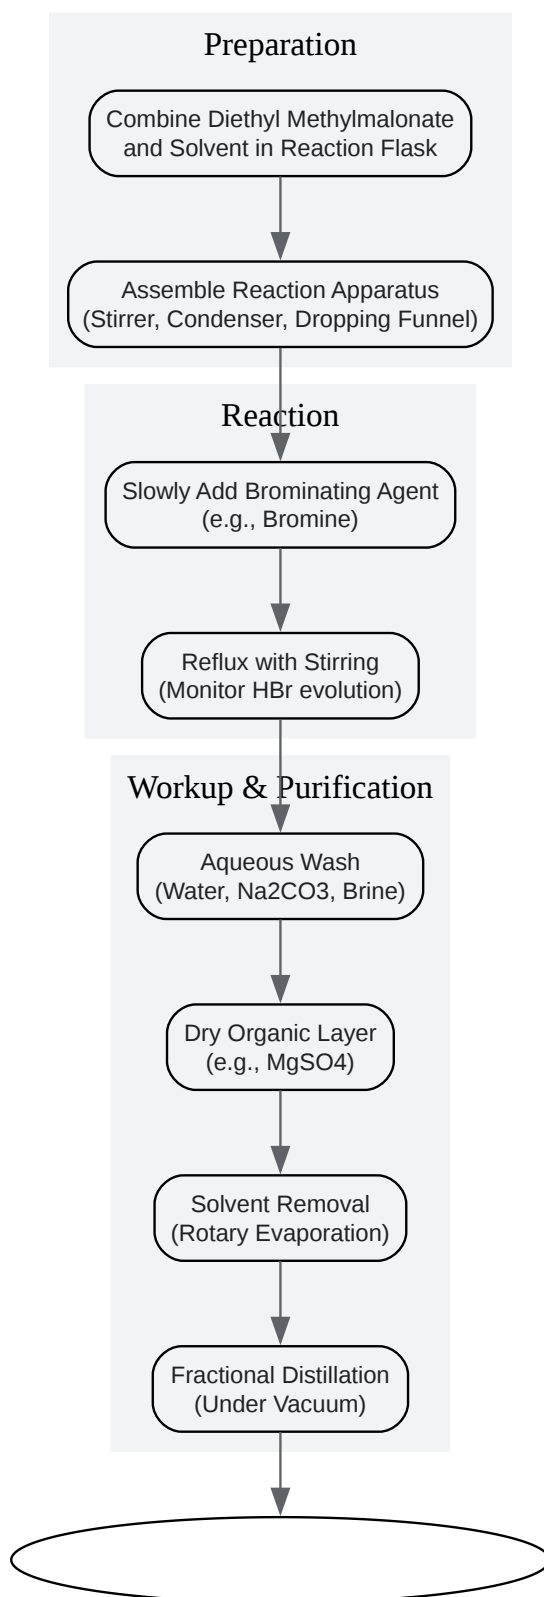 Preparation
Combine Diethyl Methylmalonate
and Solvent in Reaction Flask
Assemble Reaction Apparatus
(Stirrer, Condenser, Dropping Funnel)
Reaction
Slowly Add Brominating Agent
(e.g., Bromine)
Reflux with Stirring
(Monitor HBr evolution)
Workup & Purification
Aqueous Wash
(Water, Na2CO3, Brine)
Dry Organic Layer
(e.g., MgSO4)
Solvent Removal
(Rotary Evaporation)
Fractional Distillation
(Under Vacuum)